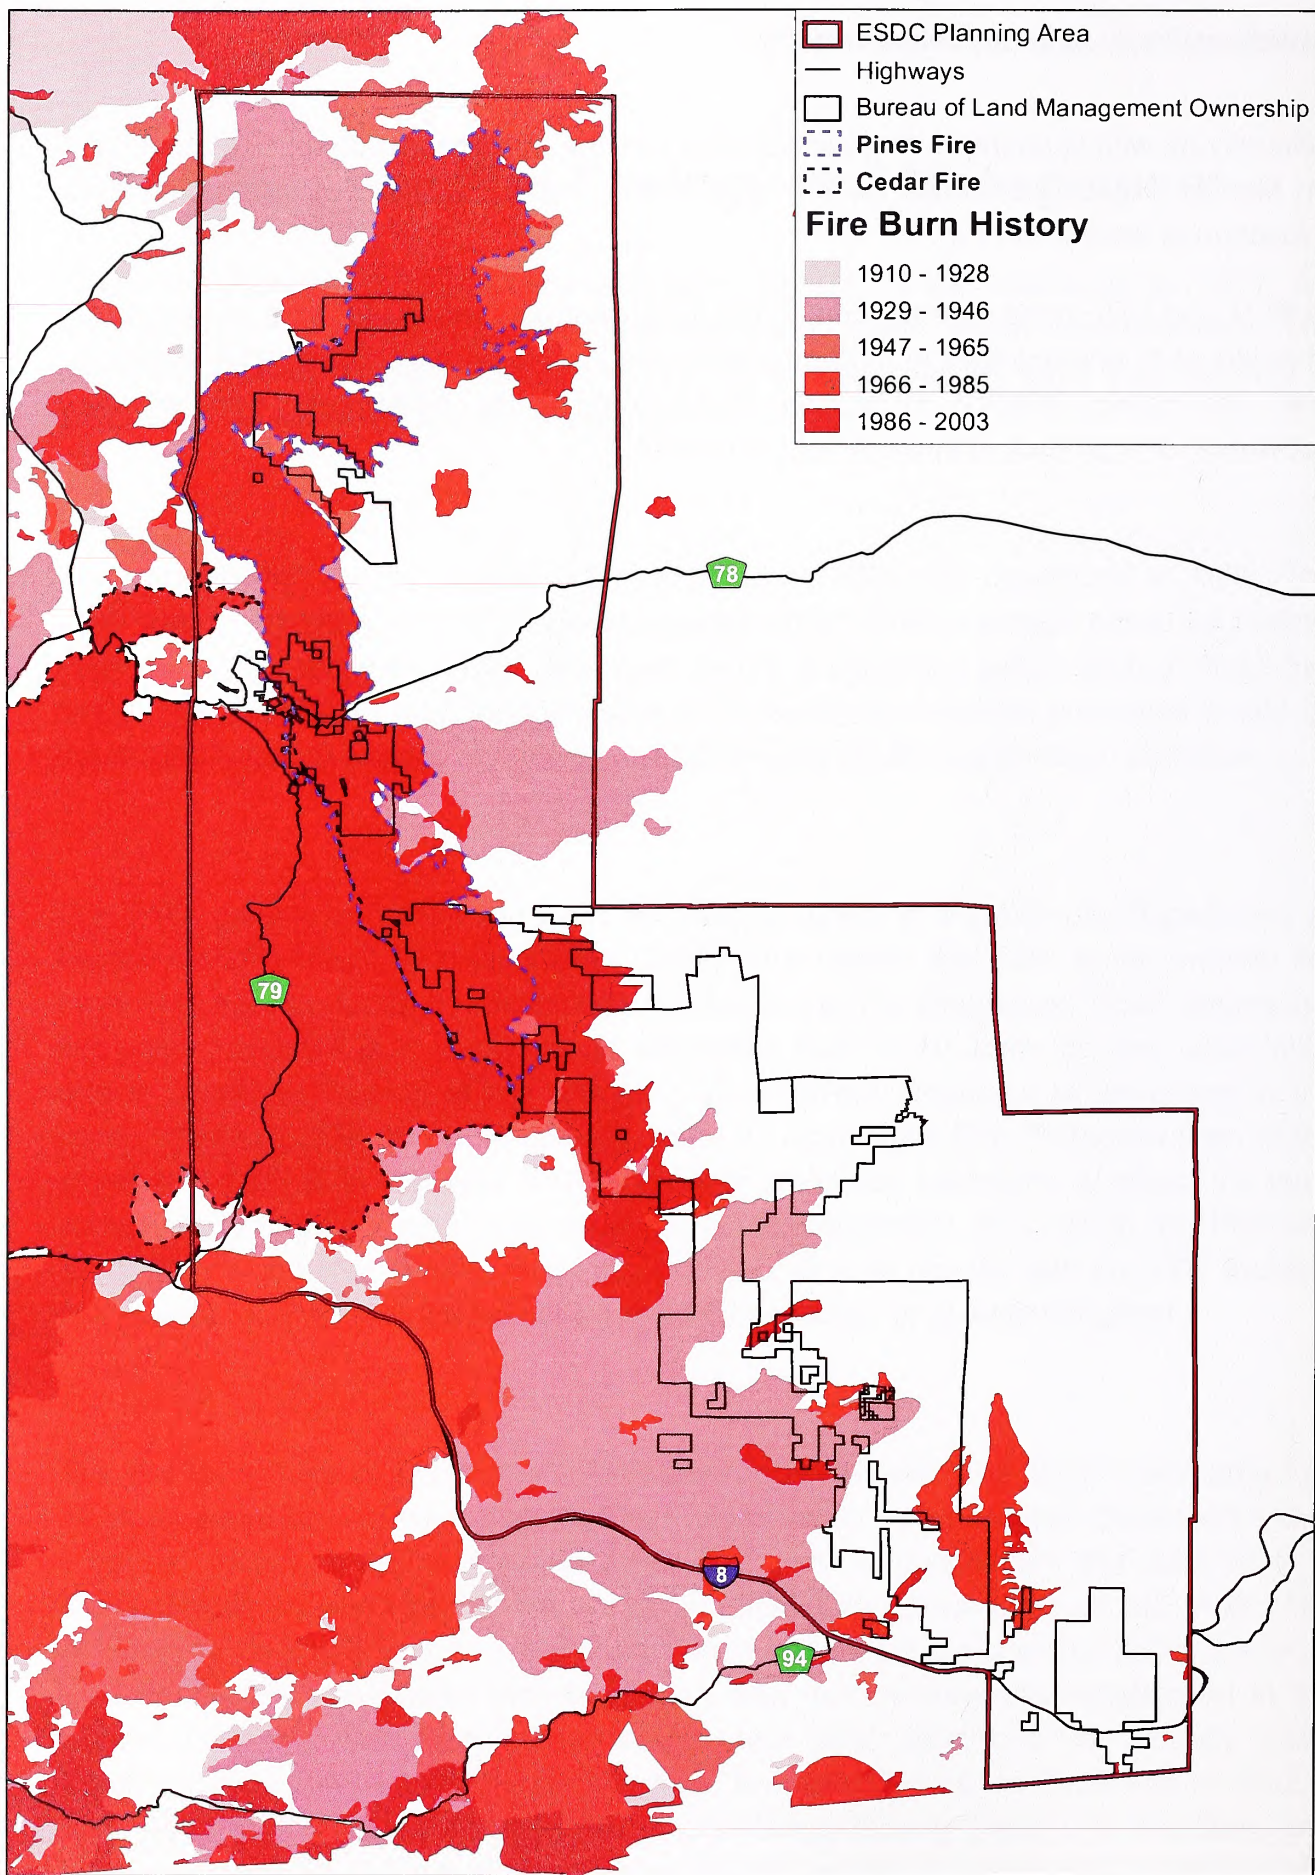 ESDC Planning Area
Highways
Bureau of Land Management Ownership
Pines Fire
Cedar Fire
Fire Burn History
1910 - 1928
1929 - 1946
1947 - 1965
1966 - 1985
1986 - 2003
78
79
8
94